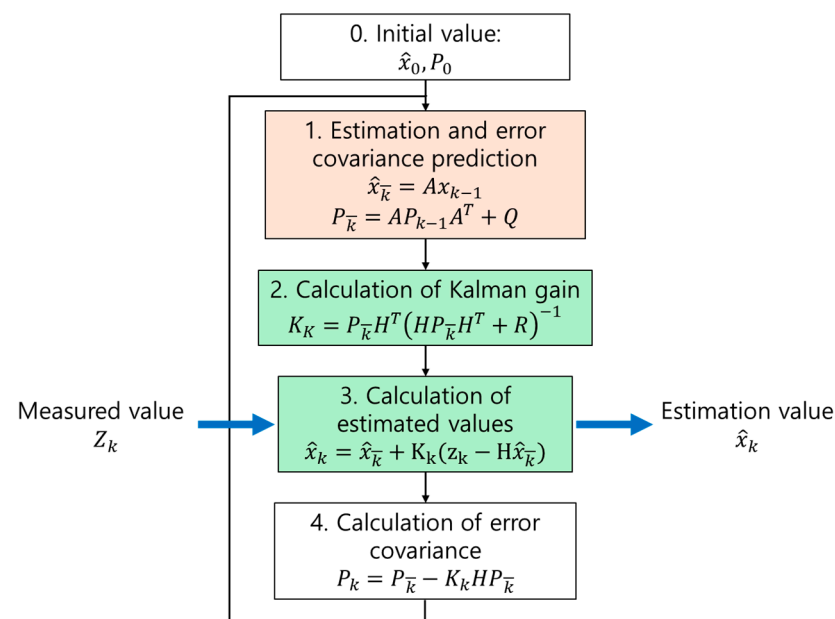 0. Initial value:
x̂₀, P₀
1. Estimation and error
covariance prediction
x̂_k̅ = Ax_{k−1}
P_k̅ = AP_{k−1}A^T + Q
2. Calculation of Kalman gain
K_K = P_k̅H^T(HP_k̅H^T + R)^{−1}
3. Calculation of
estimated values
x̂_k = x̂_k̅ + K_k(z_k − Hx̂_k̅)
Measured value
Z_k
Estimation value
x̂_k
4. Calculation of error
covariance
P_k = P_k̅ − K_kHP_k̅